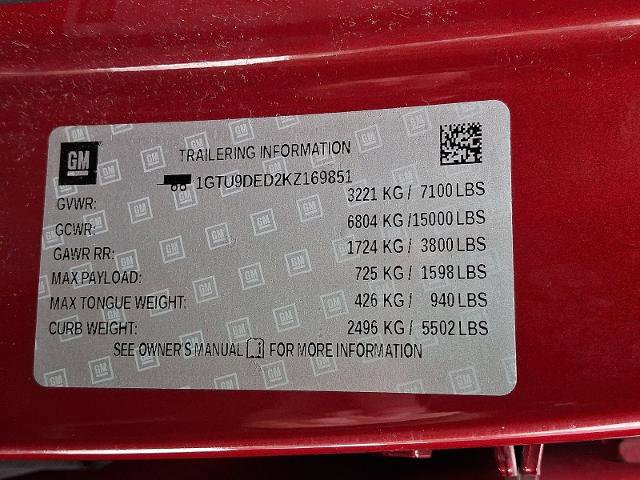 GM
TRAILERING INFORMATION
1GTU9DED2KZ169851
GVWR: 3221 KG / 7100 LBS
GCWR: 6804 KG /15000 LBS
GAWR RR: 1724 KG / 3800 LBS
MAX PAYLOAD: 725 KG / 1598 LBS
MAX TONGUE WEIGHT: 426 KG / 940 LBS
CURB WEIGHT: 2496 KG / 5502 LBS
SEE OWNER'S MANUAL i FOR MORE INFORMATION